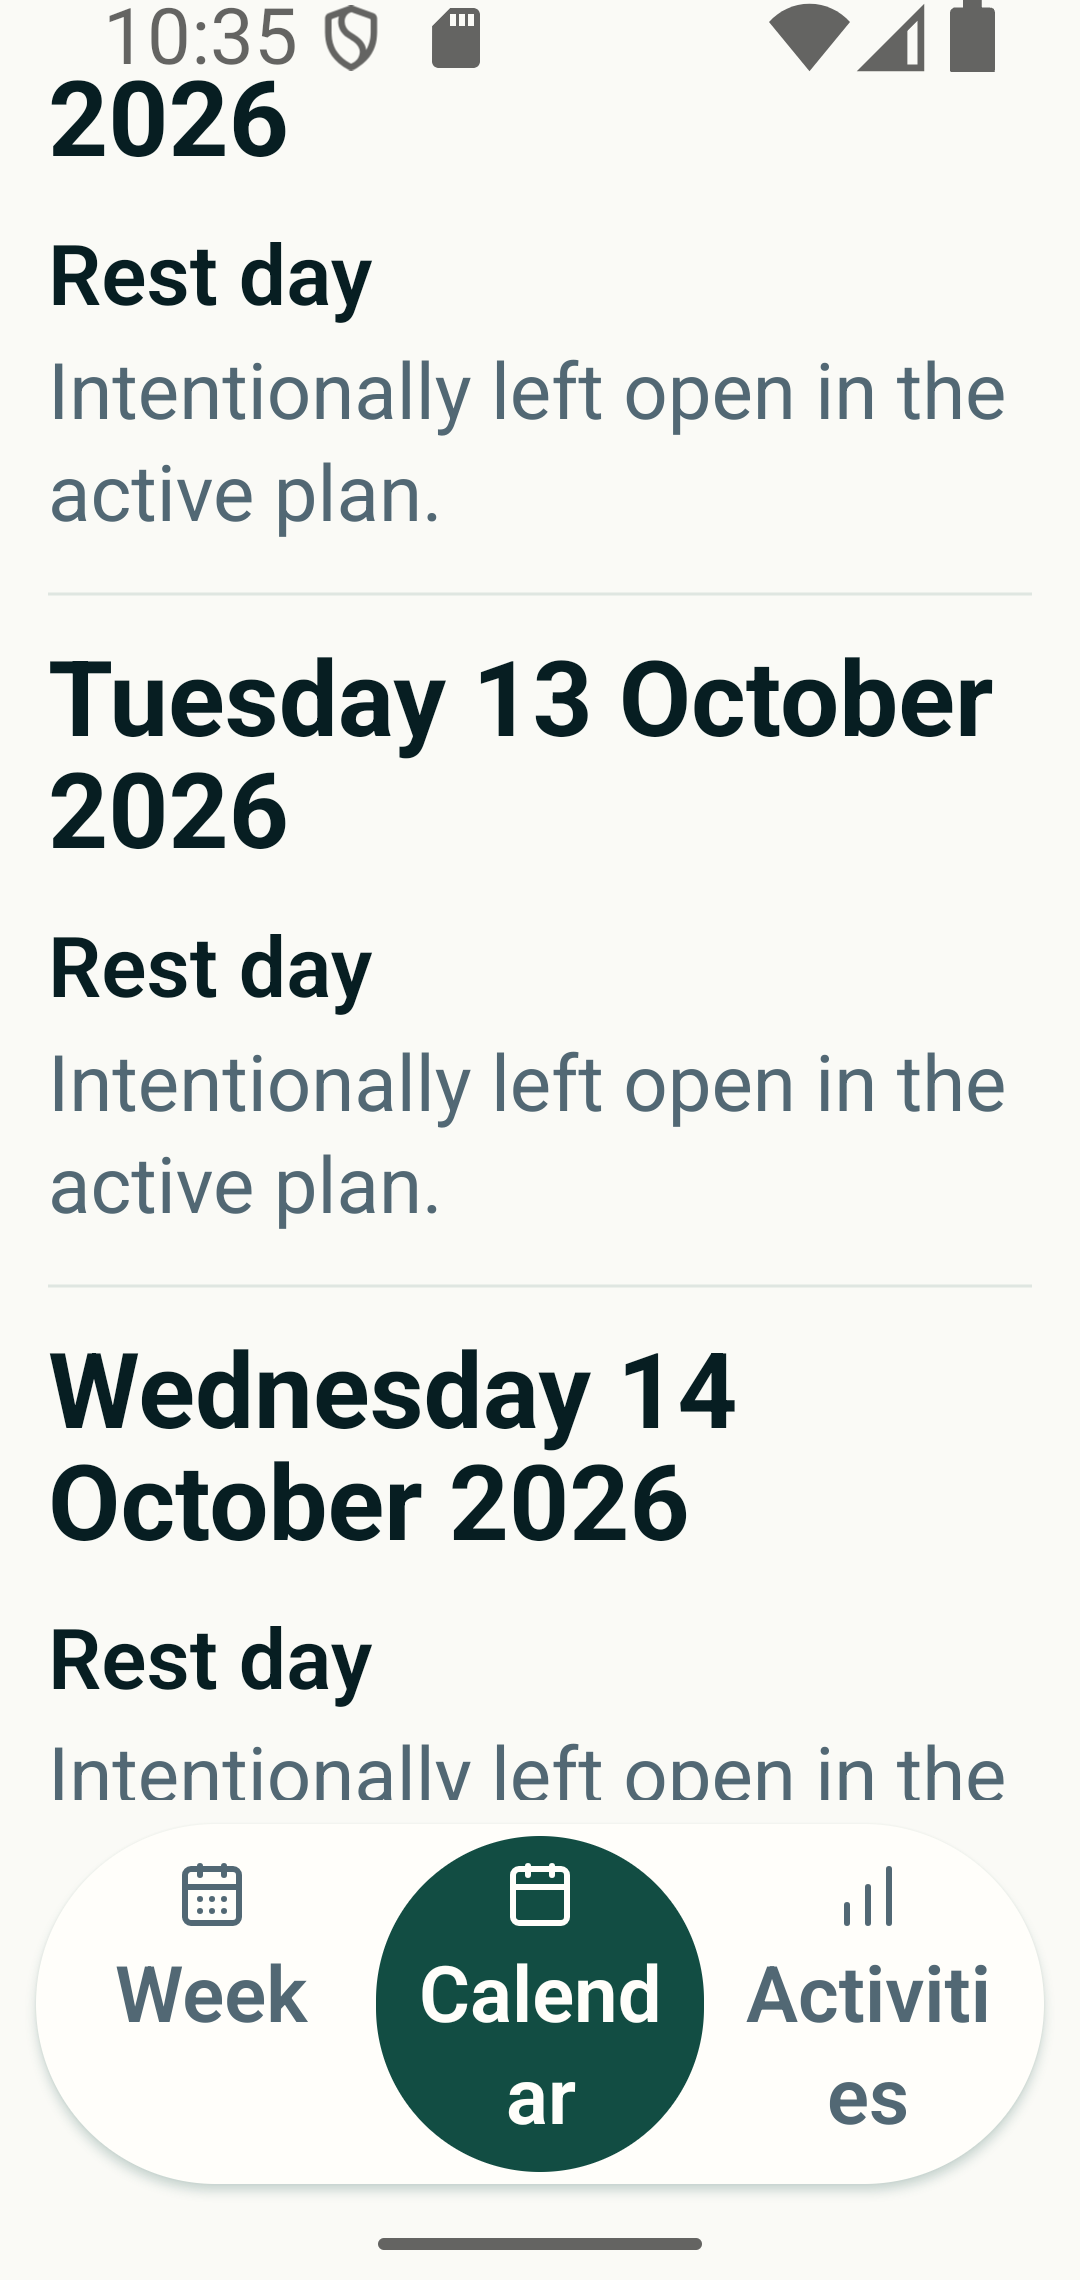 10:35
2026
Rest day
Intentionally left open in the
active plan.
Tuesday 13 October
2026
Rest day
Intentionally left open in the
active plan.
Wednesday 14
October 2026
Rest day
Intentionally left open in the
Week
Calend
ar
Activiti
es